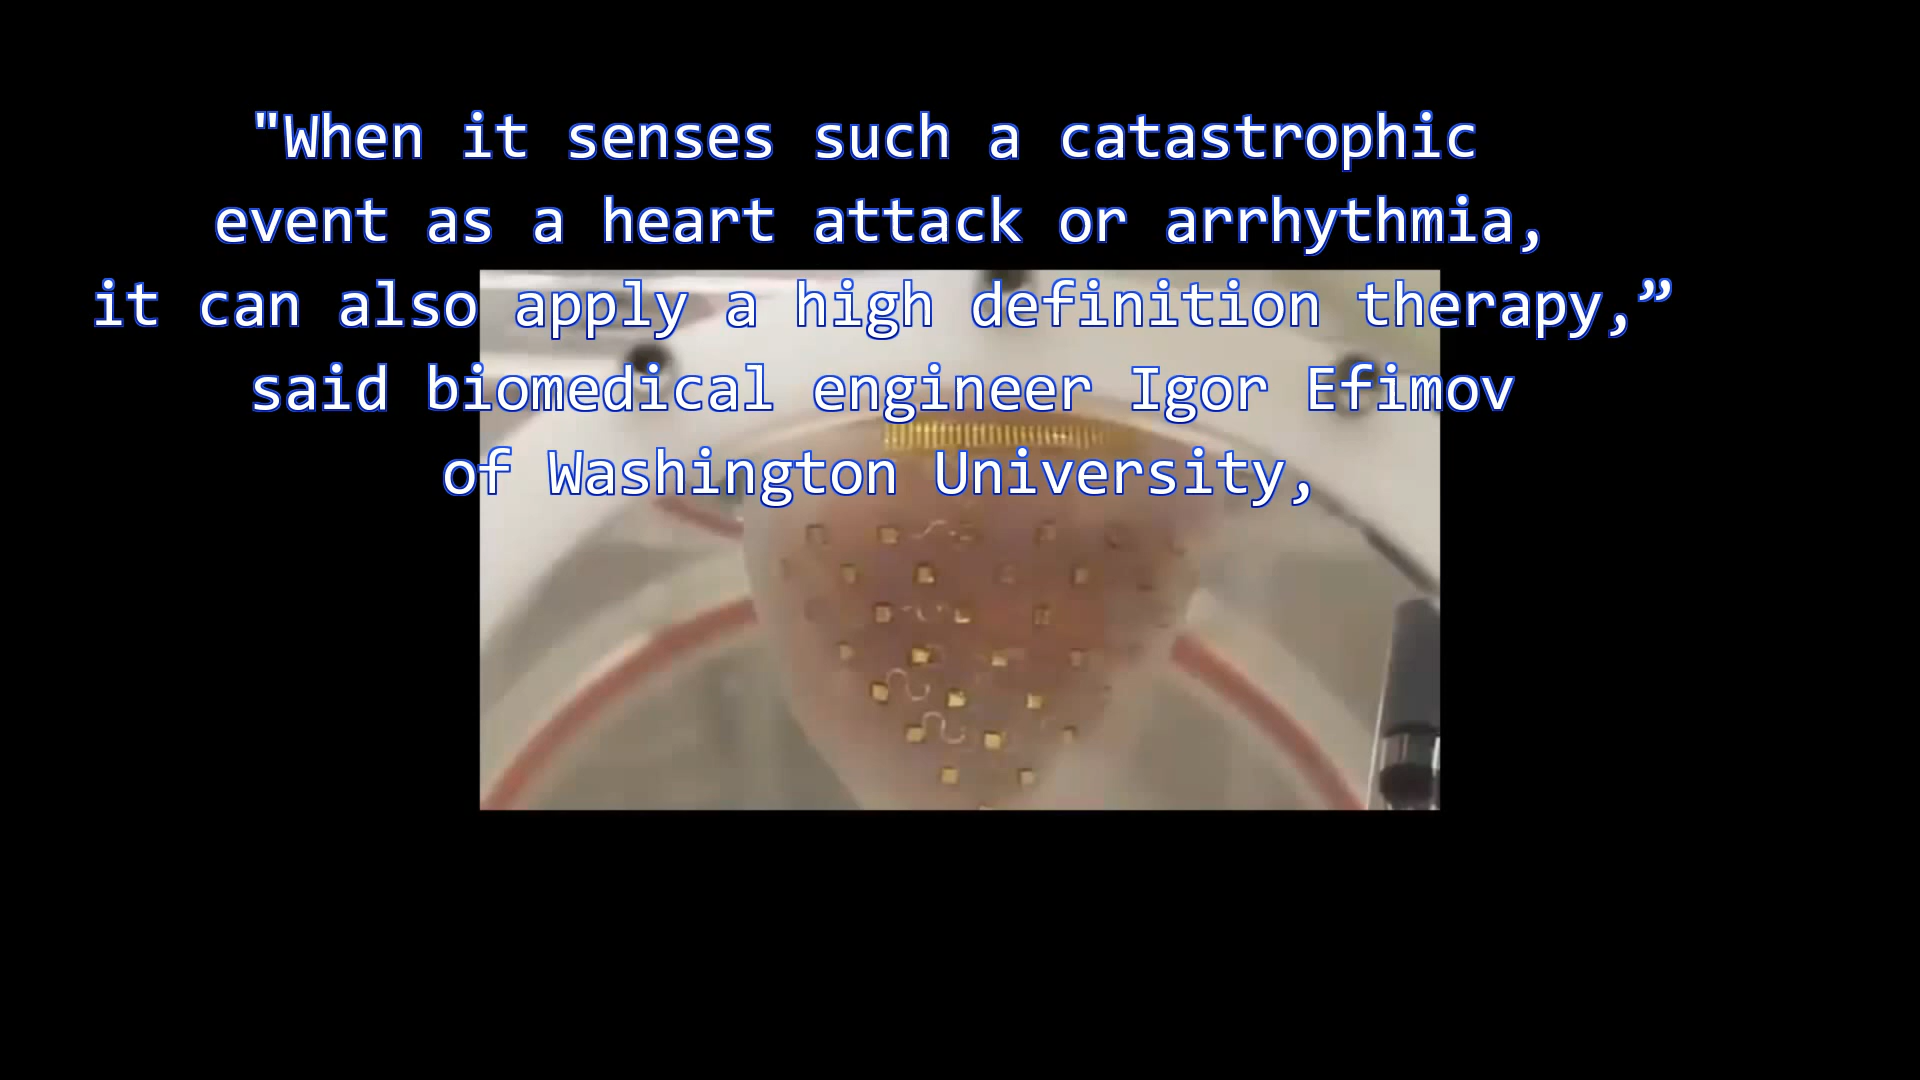 "When it senses such a catastrophic
event as a heart attack or arrhythmia,
it can also apply a high definition therapy,”
said biomedical engineer Igor Efimov
of Washington University,